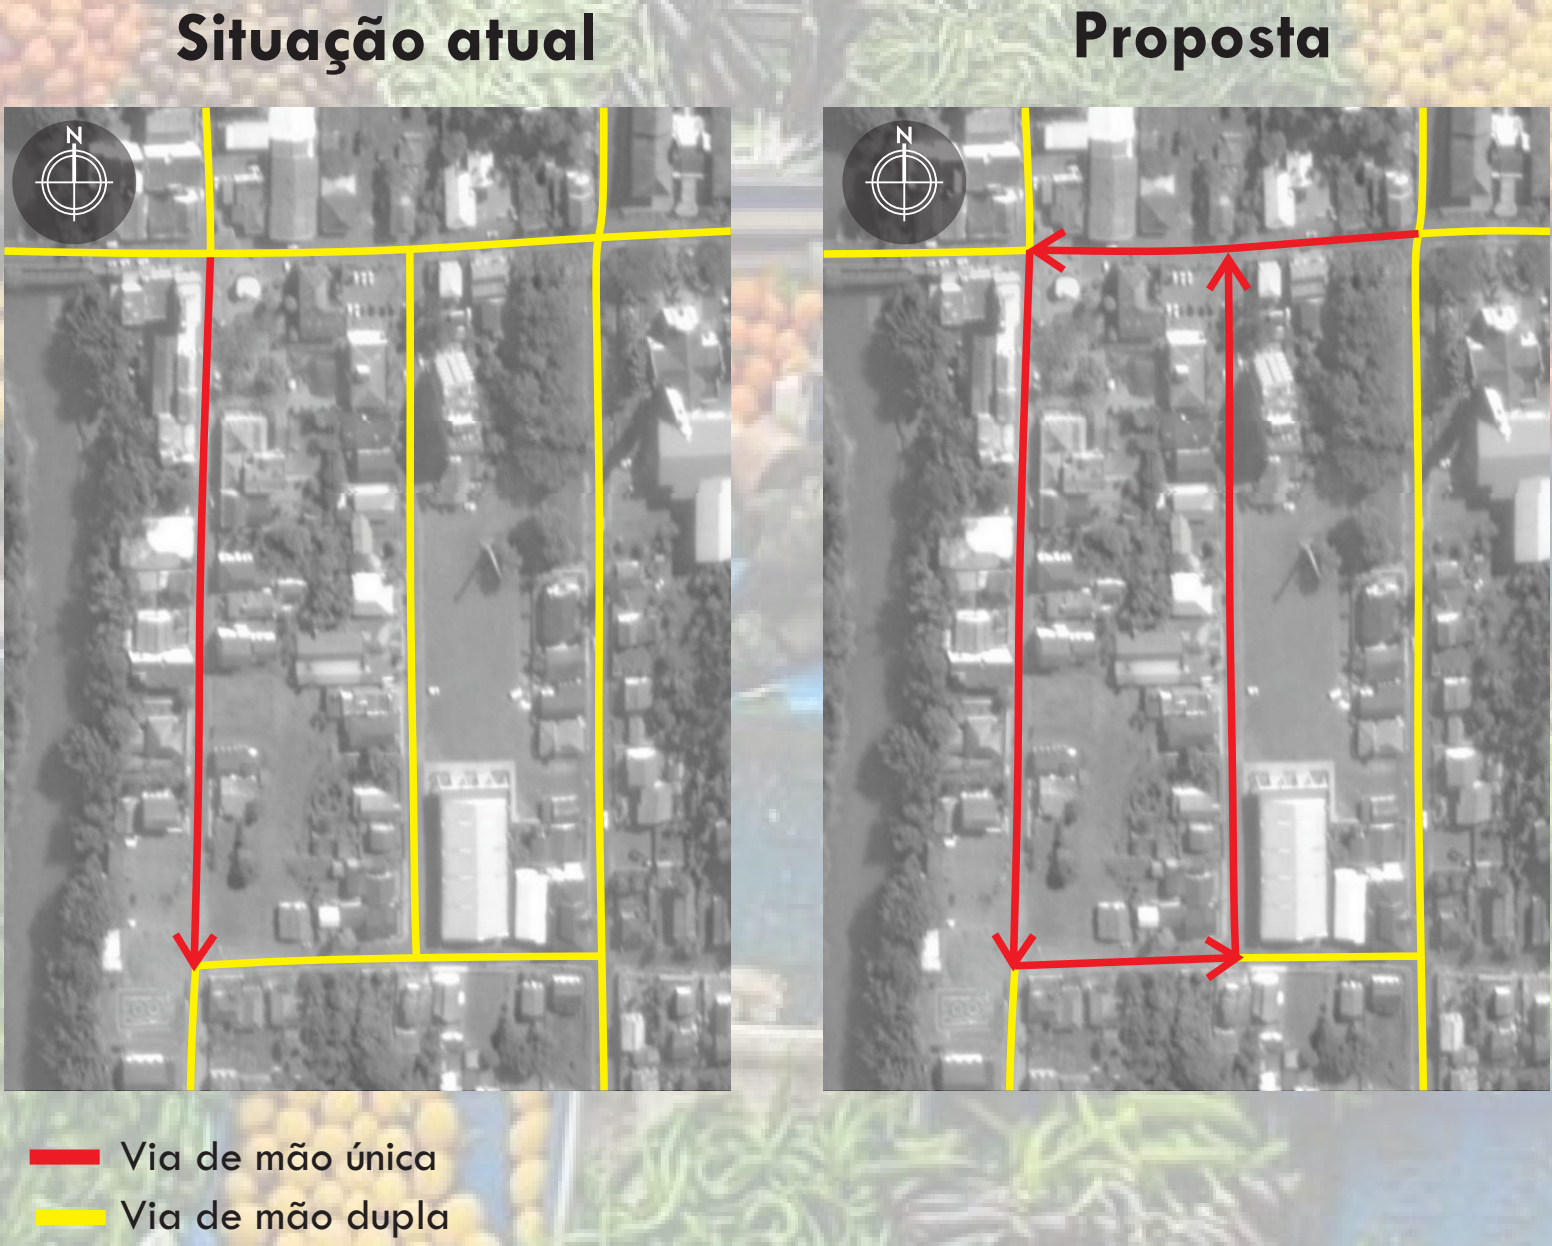 Situação atual
Proposta
N
N
Via de mão única
Via de mão dupla